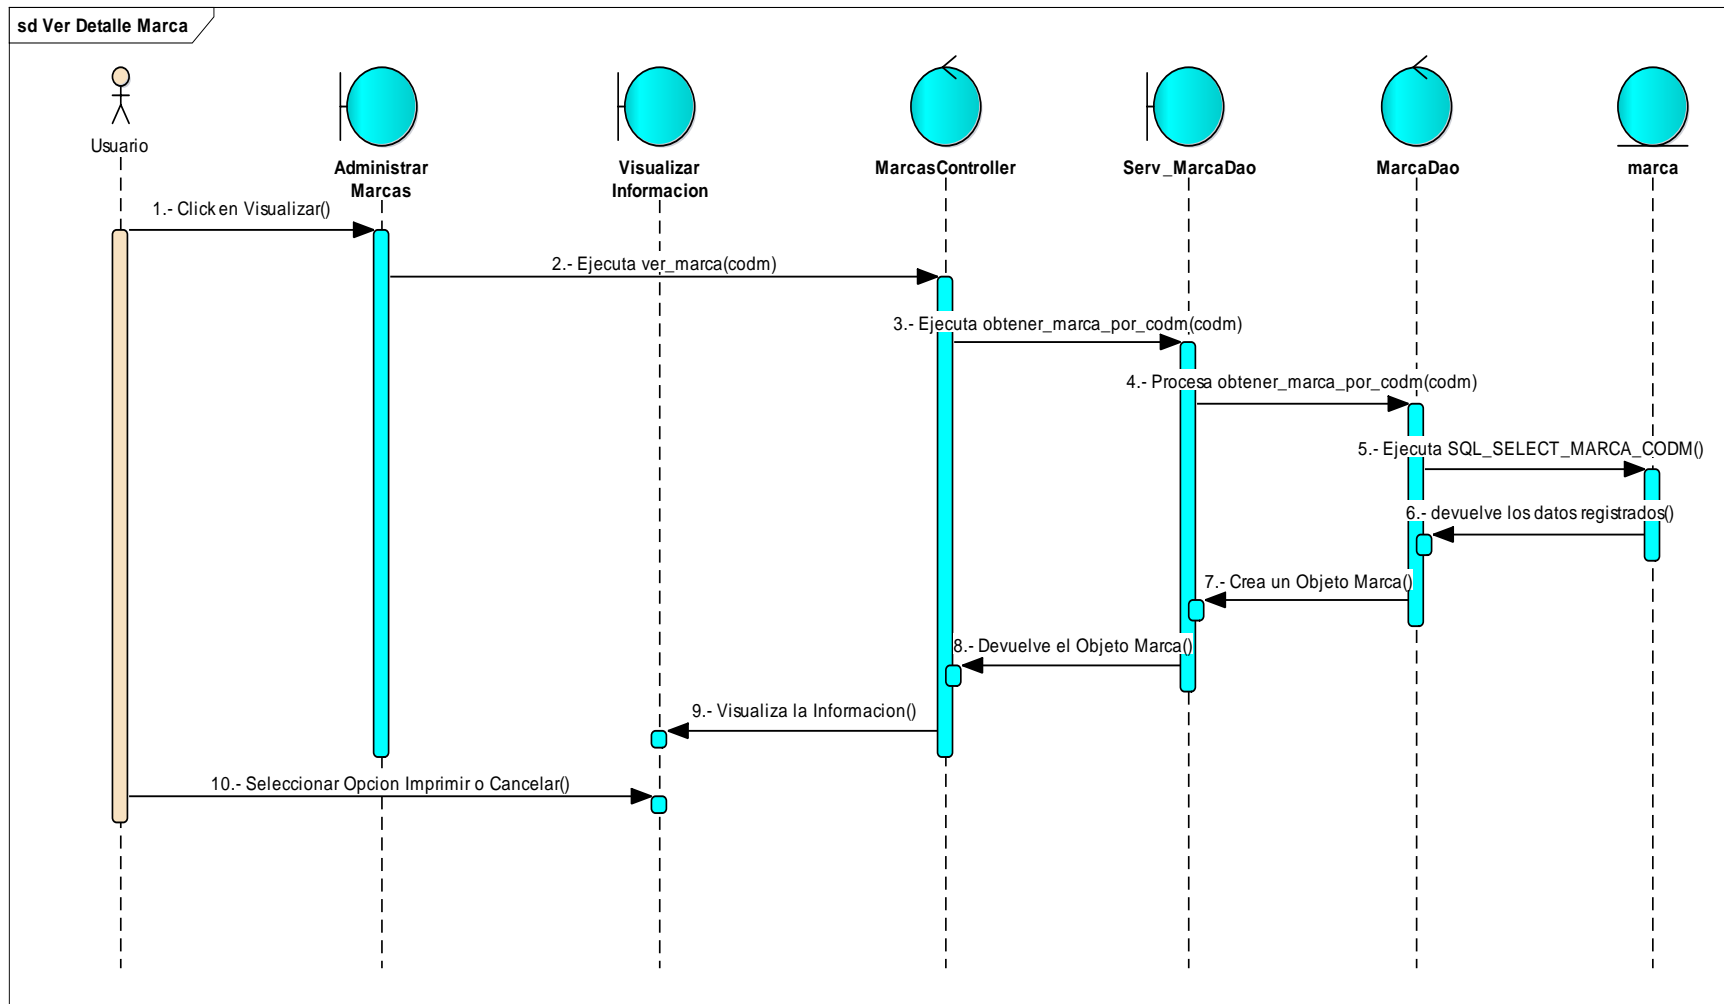 sd Ver Detalle Marca
Usuario
Administrar
Marcas
Visualizar
Informacion
MarcasController
Serv_MarcaDao
MarcaDao
marca
1.- Click en Visualizar()
2.- Ejecuta ver_marca(codm)
3.- Ejecuta obtener_marca_por_codm(codm)
4.- Procesa obtener_marca_por_codm(codm)
5.- Ejecuta SQL_SELECT_MARCA_CODM()
6.- devuelve los datos registrados()
7.- Crea un Objeto Marca()
8.- Devuelve el Objeto Marca()
9.- Visualiza la Informacion()
10.- Seleccionar Opcion Imprimir o Cancelar()